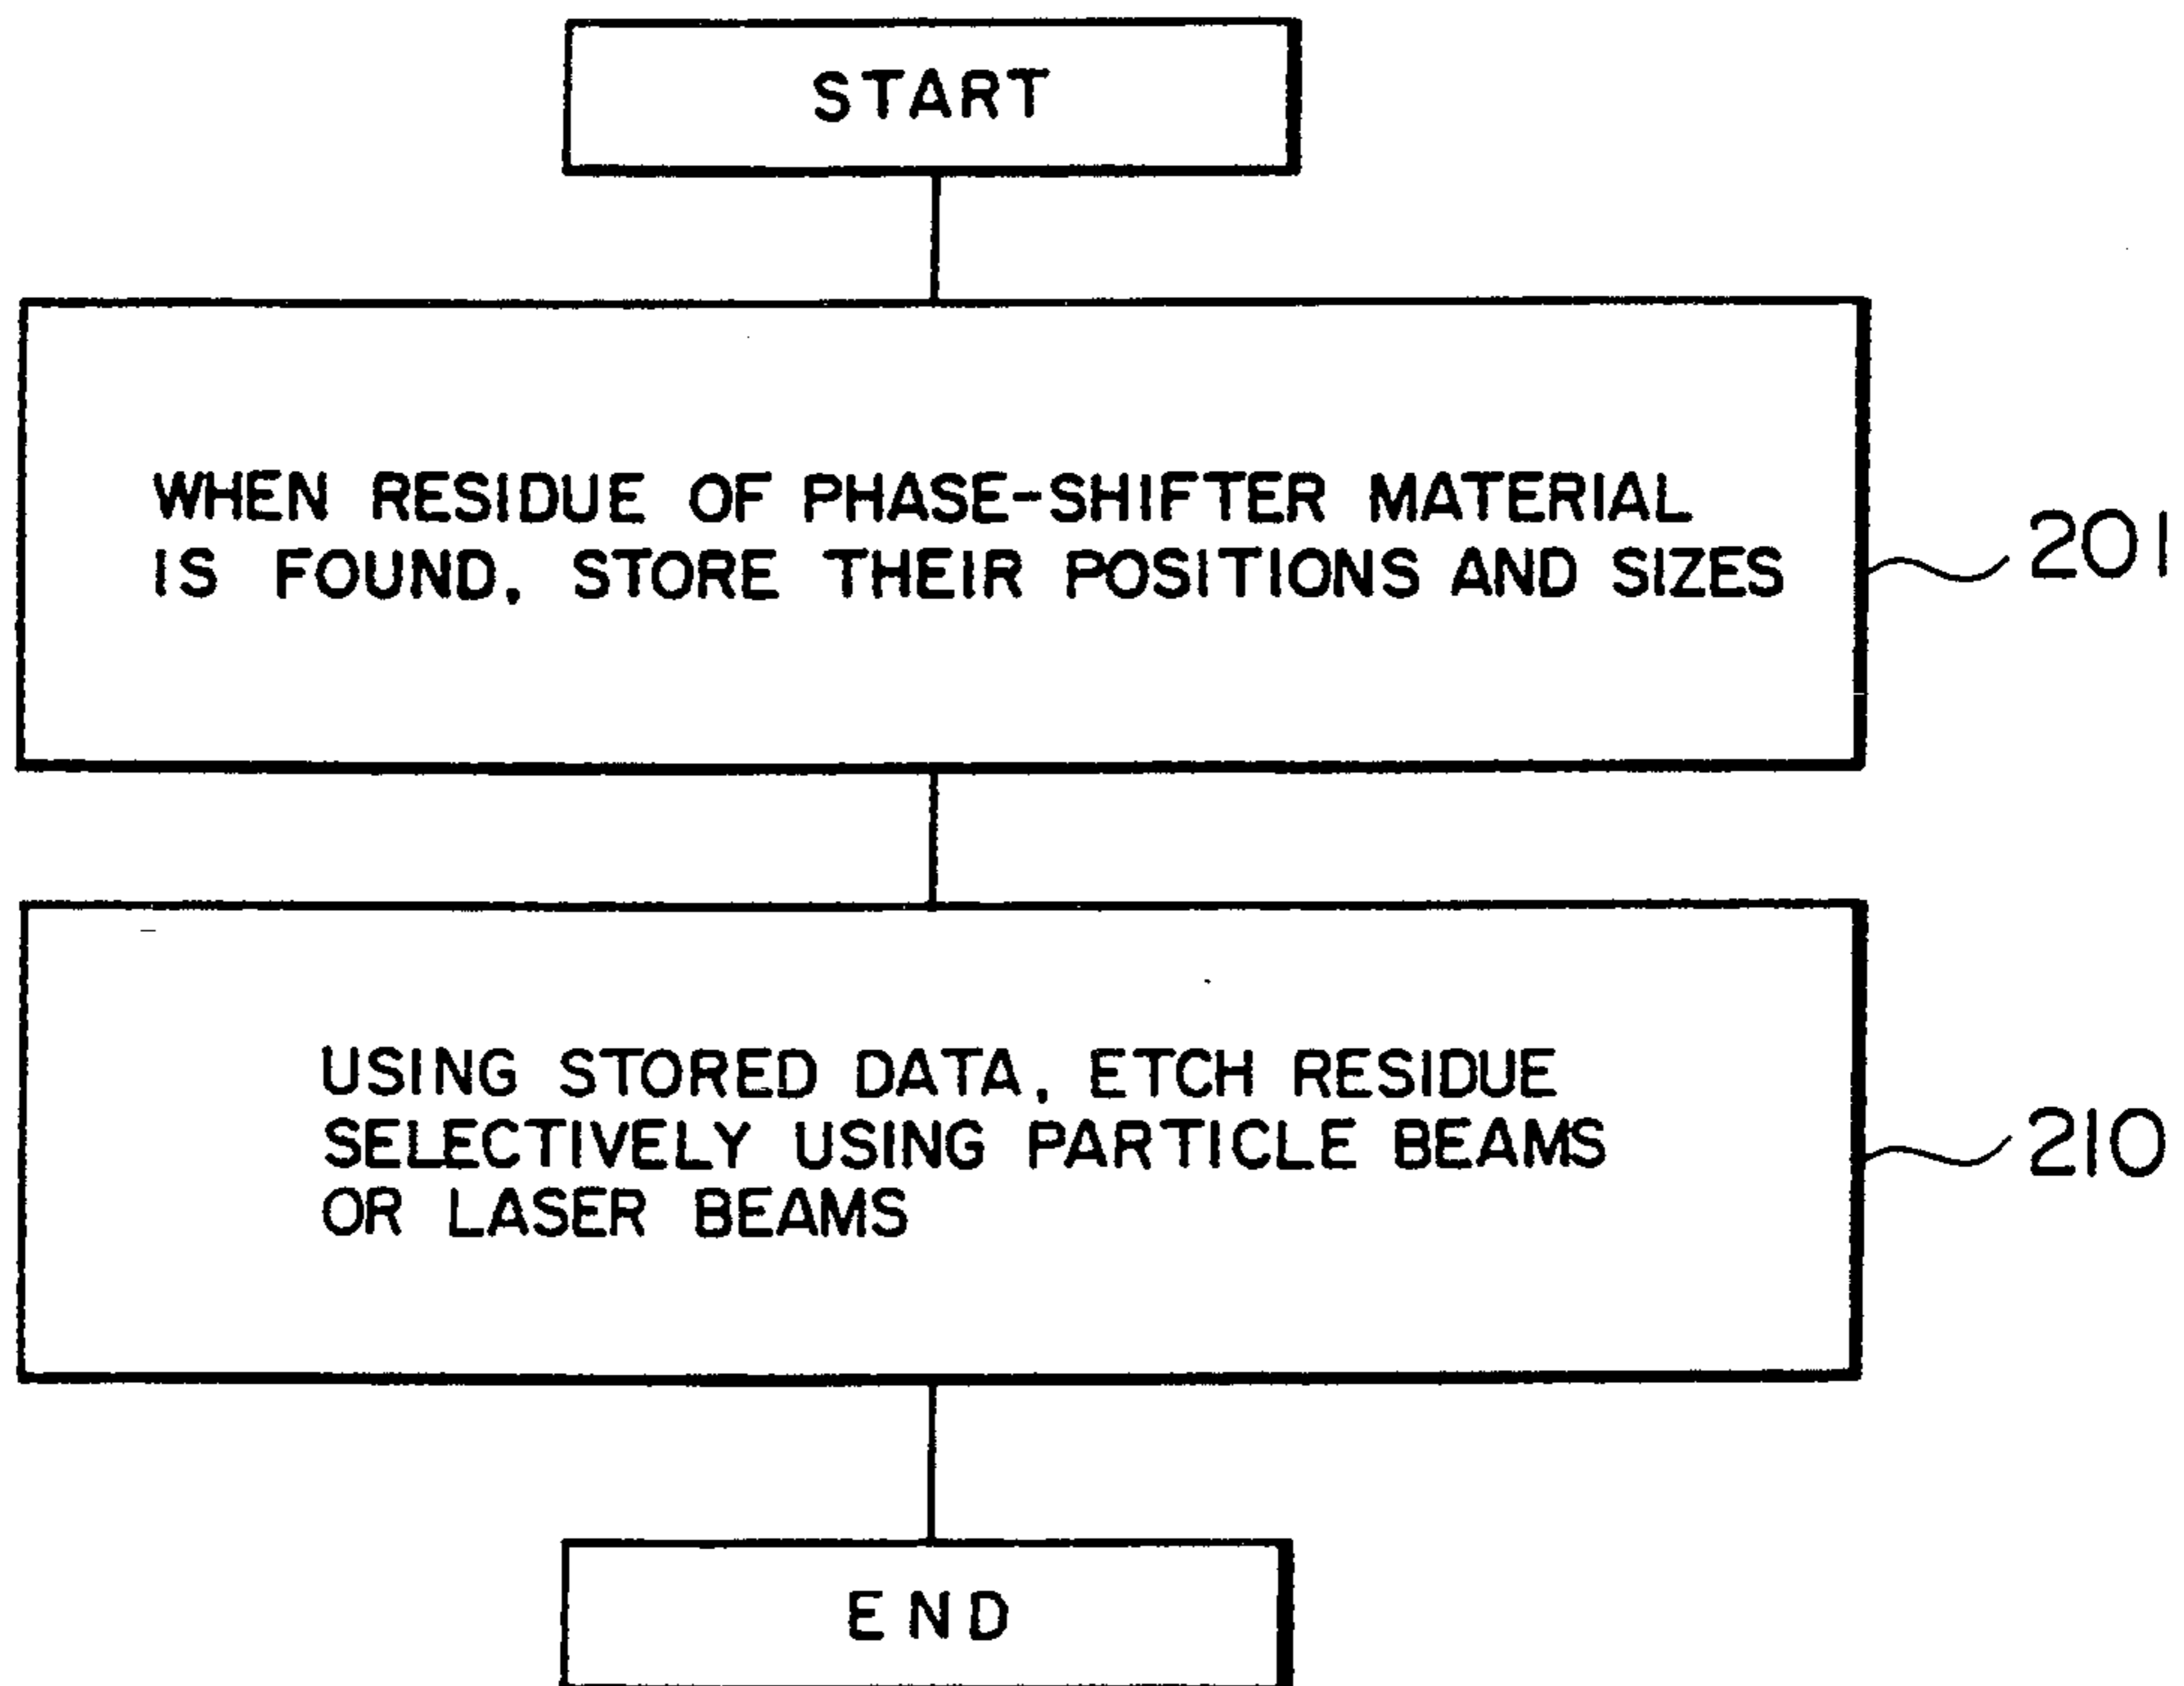 START
WHEN RESIDUE OF PHASE-SHIFTER MATERIAL
IS FOUND, STORE THEIR POSITIONS AND SIZES
201
USING STORED DATA, ETCH RESIDUE
SELECTIVELY USING PARTICLE BEAMS
OR LASER BEAMS
210
END